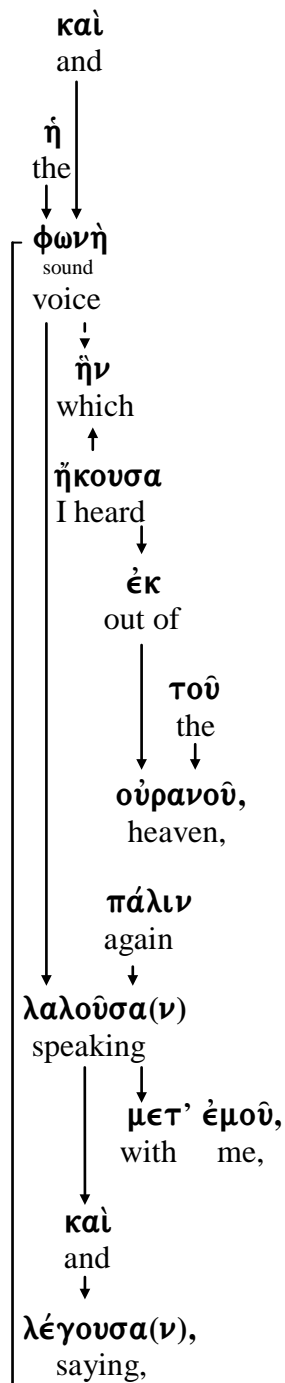 καὶ
and
ἡ
the
φωνὴ
sound
voice
ἣν
which
ἤκουσα
I heard
ἐκ
out of
τοῦ
the
οὐρανοῦ,
heaven,
πάλιν
again
λαλοῦσα(ν)
speaking
μετ’ ἐμοῦ,
with me,
καὶ
and
λέγουσα(ν),
saying,